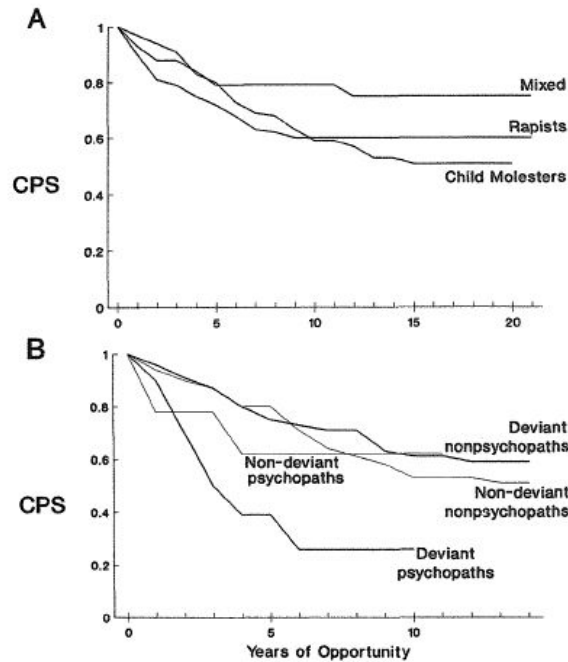 A
1
0.8
Mixed
0.6
Rapists
CPS
Child Molesters
0.4
0.2
0
0
5
10
15
20
B
1
0.8
Deviant
nonpsychopaths
0.6
Non-deviant
psychopaths
Non-deviant
nonpsychopaths
CPS
0.4
Deviant
psychopaths
0.2
0
0
5
10
Years of Opportunity